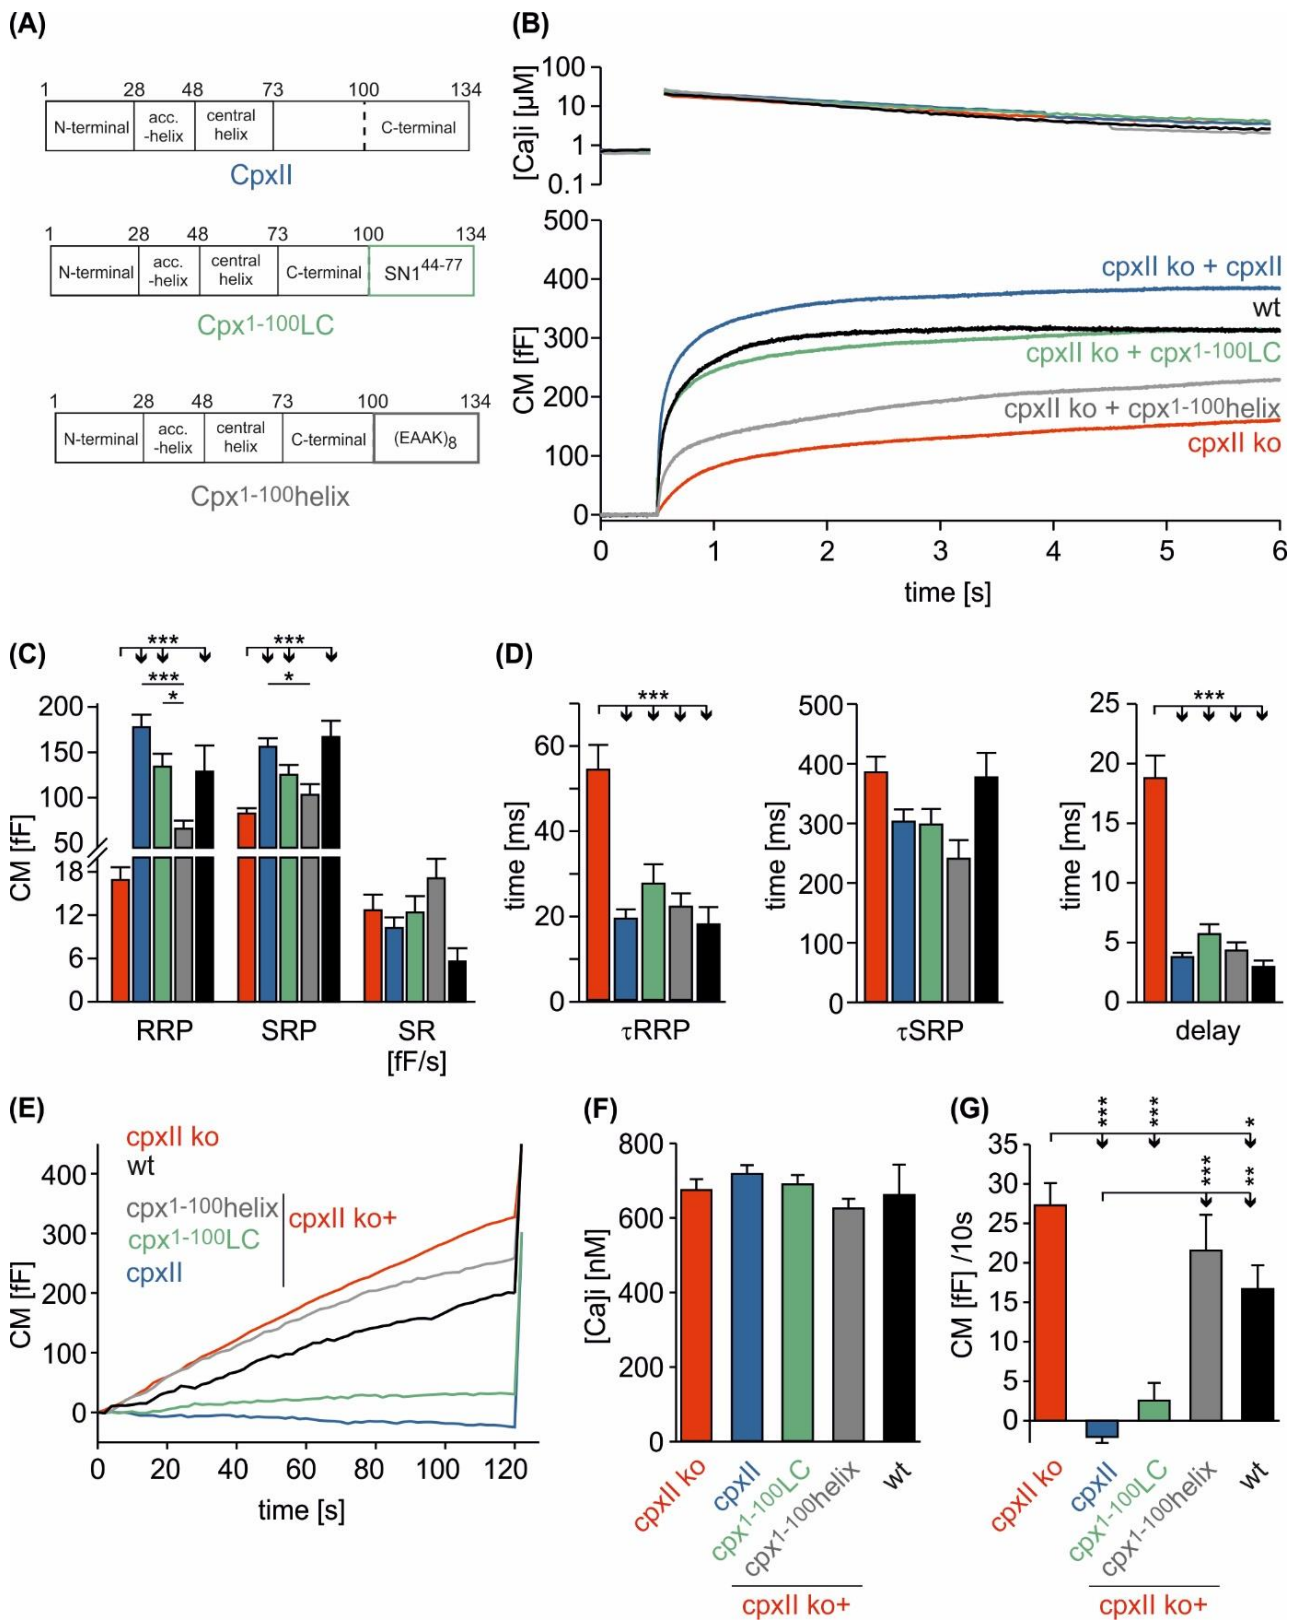 (A)
1 28 48 73 100 134
N-terminal acc. -helix central helix C-terminal
CpxII
1 28 48 73 100 134
N-terminal acc. -helix central helix C-terminal SN144-77
Cpx1-100LC
1 28 48 73 100 134
N-terminal acc. -helix central helix C-terminal (EAAK)8
Cpx1-100helix
(B)
[Ca]i [µM]
100
10
1
0.1
CM [fF]
500
400
300
200
100
0
cpxII ko + cpxII
wt
cpxII ko + cpx1-100LC
cpxII ko + cpx1-100helix
cpxII ko
0 1 2 3 4 5 6
time [s]
(C)
*** ***
*** *
*
CM [fF]
200
150
100
50
18
12
6
0
RRP SRP SR
[fF/s]
(D)
***
time [ms]
60
40
20
0
τRRP
time [ms]
500
400
300
200
100
0
τSRP
***
time [ms]
25
20
15
10
5
0
delay
(E)
cpxII ko
wt
cpx1-100helix
cpx1-100LC
cpxII
cpxII ko+
CM [fF]
400
300
200
100
0
0 20 40 60 80 100 120
time [s]
(F)
[Ca]i [nM]
800
600
400
200
0
cpxII ko cpxII cpx1-100LC cpx1-100helix wt
cpxII ko+
(G)
*** *** *
*** **
CM [fF] /10s
35
30
25
20
15
10
5
0
cpxII ko cpxII cpx1-100LC cpx1-100helix wt
cpxII ko+